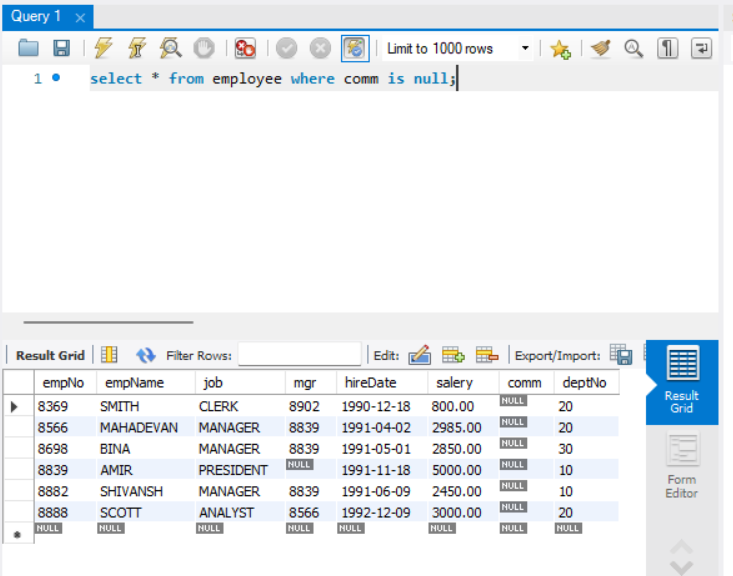 Query 1
Limit to 1000 rows
1 select * from employee where comm is null;
Result Grid Filter Rows: Edit: Export/Import:
empNo empName job mgr hireDate salery comm deptNo
8369 SMITH CLERK 8902 1990-12-18 800.00 NULL 20
8566 MAHADEVAN MANAGER 8839 1991-04-02 2985.00 NULL 20
8698 BINA MANAGER 8839 1991-05-01 2850.00 NULL 30
8839 AMIR PRESIDENT NULL 1991-11-18 5000.00 NULL 10
8882 SHIVANSH MANAGER 8839 1991-06-09 2450.00 NULL 10
8888 SCOTT ANALYST 8566 1992-12-09 3000.00 NULL 20
NULL NULL NULL NULL NULL NULL NULL NULL
Result
Grid
Form
Editor